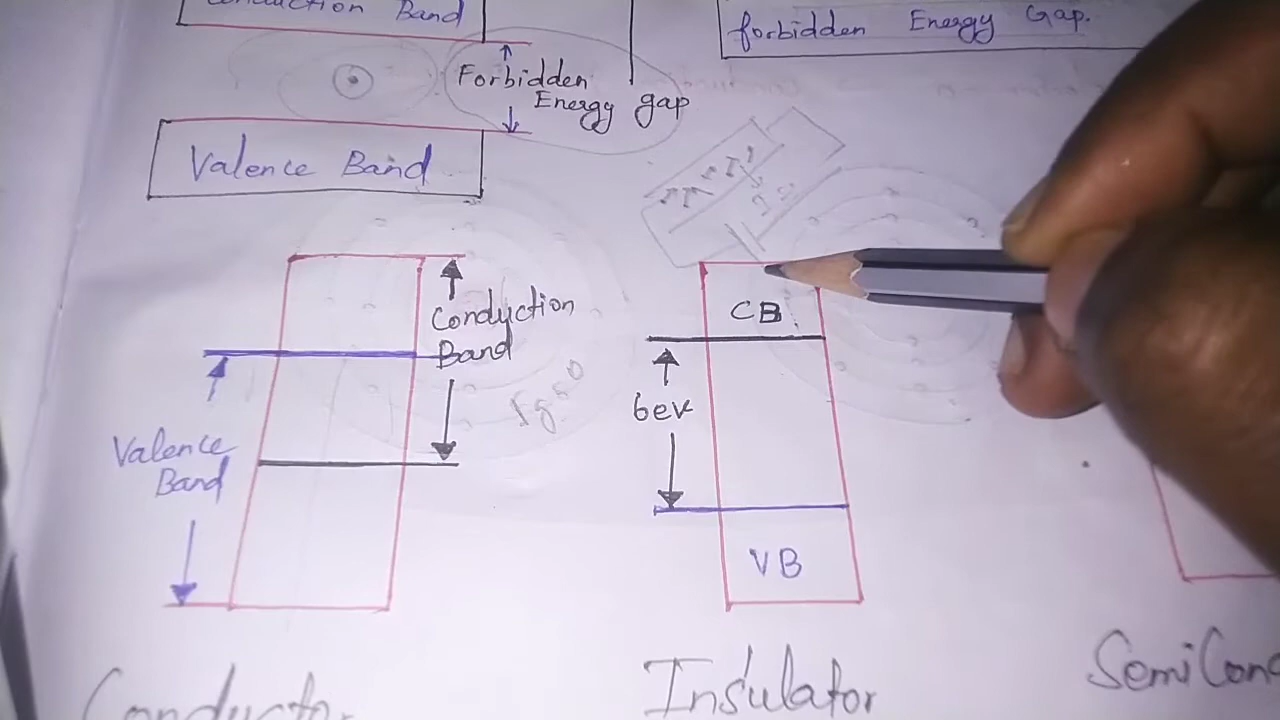 Conduction Band
forbidden Energy Gap.
Forbidden
Energy gap
Valence Band
Conduction
Band
Valence
Band
CB
6ev
VB
Conductor
Insulator
SemiCon